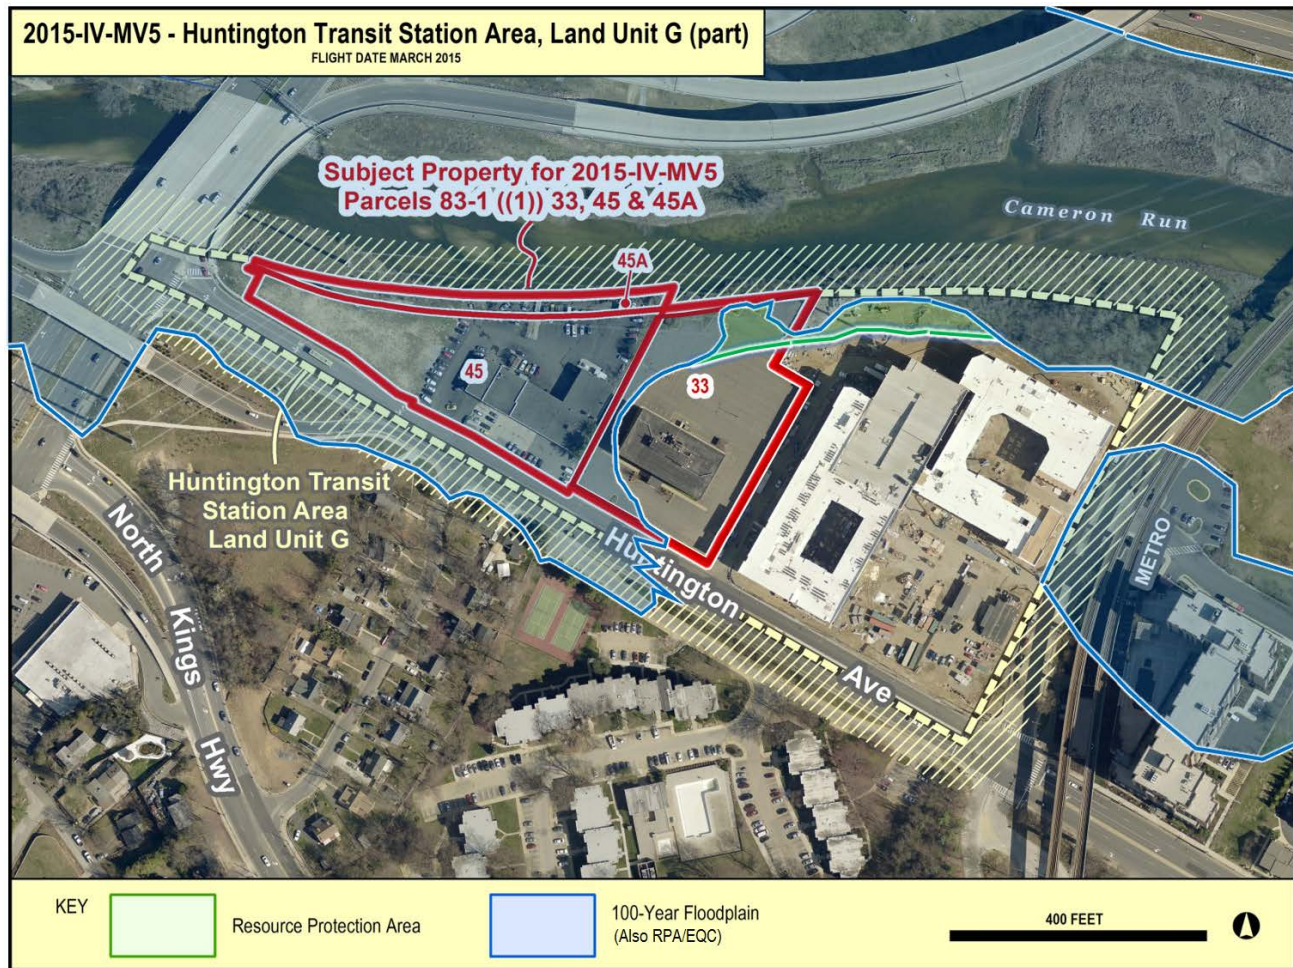 2015-IV-MV5 - Huntington Transit Station Area, Land Unit G (part)
FLIGHT DATE MARCH 2015
Subject Property for 2015-IV-MV5
Parcels 83-1 ((1)) 33, 45 & 45A
Cameron Run
45A
45
33
Huntington Transit
Station Area
Land Unit G
North Kings Hwy
Huntington Ave
METRO
KEY
Resource Protection Area
100-Year Floodplain
(Also RPA/EQC)
400 FEET